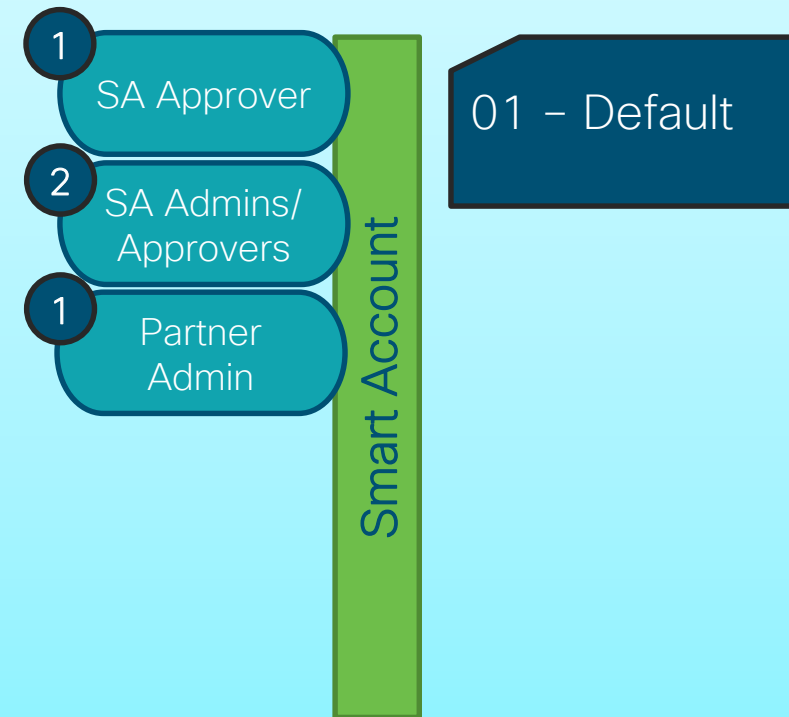 1
SA Approver
2
SA Admins/
Approvers
1
Partner
Admin
Smart Account
01 – Default